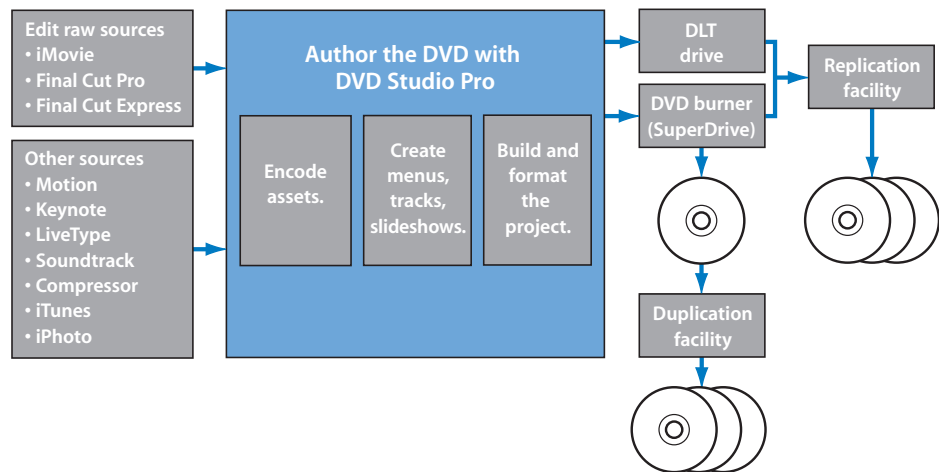 Edit raw sources
• iMovie
• Final Cut Pro
• Final Cut Express
Other sources
• Motion
• Keynote
• LiveType
• Soundtrack
• Compressor
• iTunes
• iPhoto
Author the DVD with
DVD Studio Pro
Encode
assets.
Create
menus,
tracks,
slideshows.
Build and
format
the
project.
DLT
drive
DVD burner
(SuperDrive)
Replication
facility
Duplication
facility